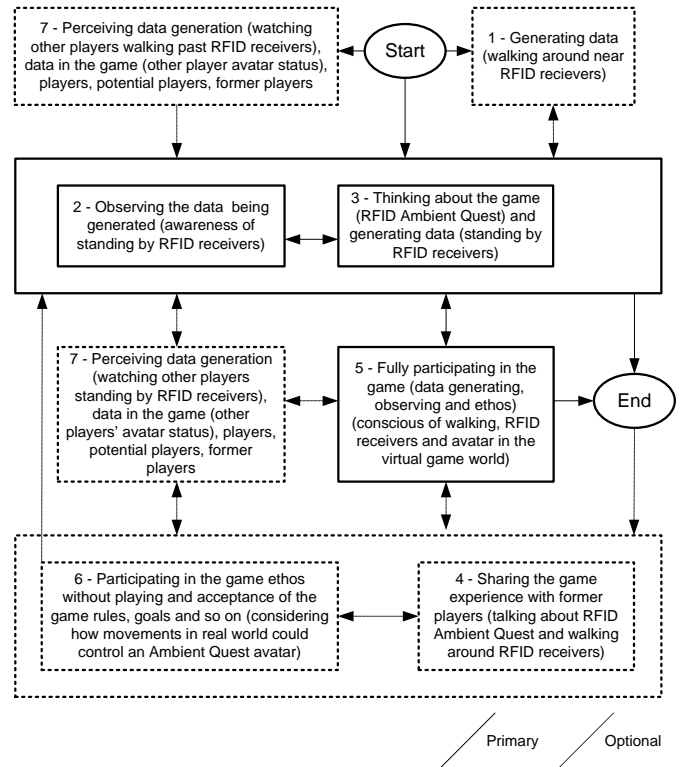 7 - Perceiving data generation (watching
other players walking past RFID receivers),
data in the game (other player avatar status),
players, potential players, former players
Start
1 - Generating data
(walking around near
RFID recievers)
2 - Observing the data being
generated (awareness of
standing by RFID receivers)
3 - Thinking about the game
(RFID Ambient Quest) and
generating data (standing by
RFID receivers)
7 - Perceiving data generation
(watching other players
standing by RFID receivers),
data in the game (other
players' avatar status), players,
potential players, former
players
5 - Fully participating in the
game (data generating,
observing and ethos)
(conscious of walking, RFID
receivers and avatar in the
virtual game world)
End
6 - Participating in the game ethos
without playing and acceptance of the
game rules, goals and so on (considering
how movements in real world could
control an Ambient Quest avatar)
4 - Sharing the game
experience with former
players (talking about RFID
Ambient Quest and walking
around RFID receivers)
Primary
Optional